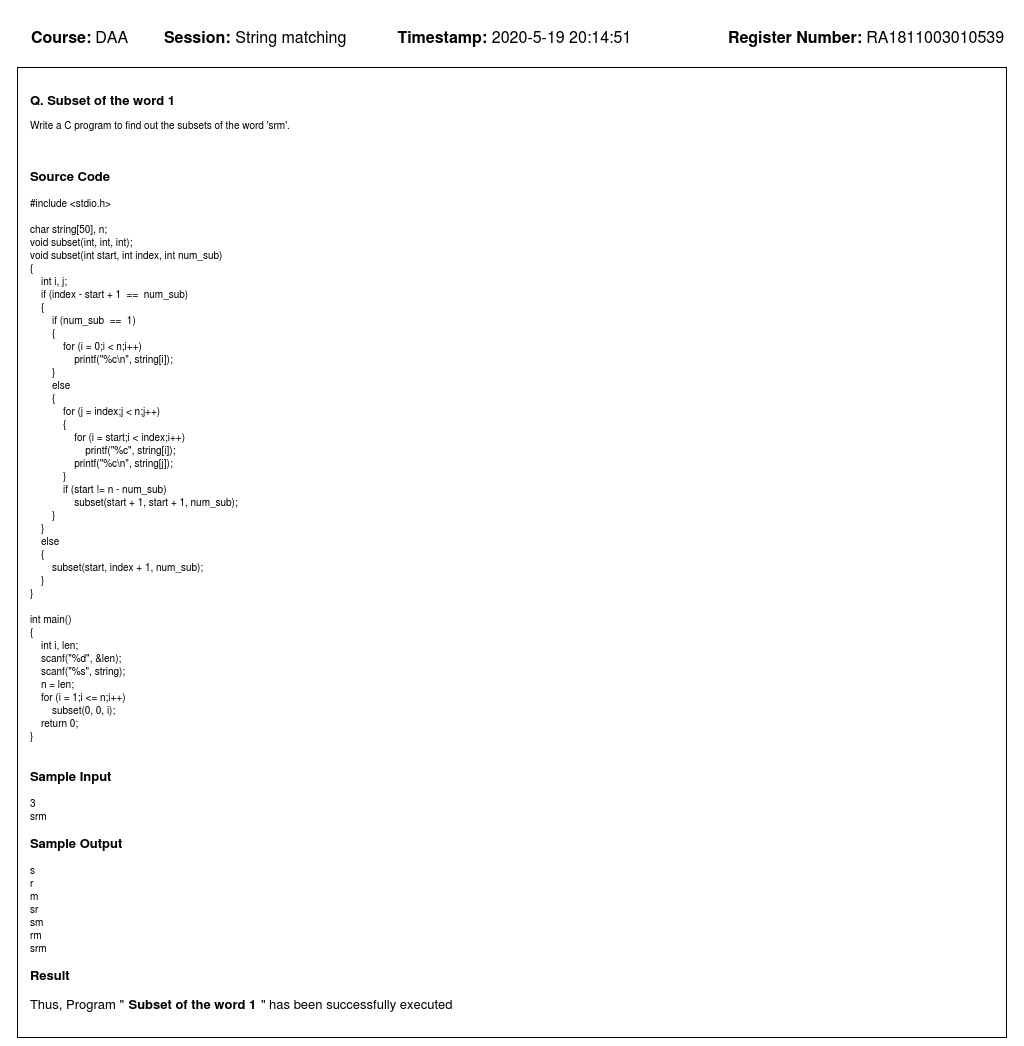 Course: DAA Session: String matching Timestamp: 2020-5-19 20:14:51 Register Number: RA1811003010539
Q. Subset of the word 1
Write a C program to find out the subsets of the word 'srm'.
Source Code
#include <stdio.h>
char string[50], n;
void subset(int, int, int);
void subset(int start, int index, int num_sub)
{
    int i, j;
    if (index - start + 1  ==  num_sub)
    {
        if (num_sub  ==  1)
        {
            for (i = 0;i < n;i++)
                printf("%c\n", string[i]);
        }
        else
        {
            for (j = index;j < n;j++)
            {
                for (i = start;i < index;i++)
                    printf("%c", string[i]);
                printf("%c\n", string[j]);
            }
            if (start != n - num_sub)
                subset(start + 1, start + 1, num_sub);
        }
    }
    else
    {
        subset(start, index + 1, num_sub);
    }
}
int main()
{
    int i, len;
    scanf("%d", &len);
    scanf("%s", string);
    n = len;
    for (i = 1;i <= n;i++)
        subset(0, 0, i);
    return 0;
}
Sample Input
3
srm
Sample Output
s
r
m
sr
sm
rm
srm
Result
Thus, Program " Subset of the word 1 " has been successfully executed